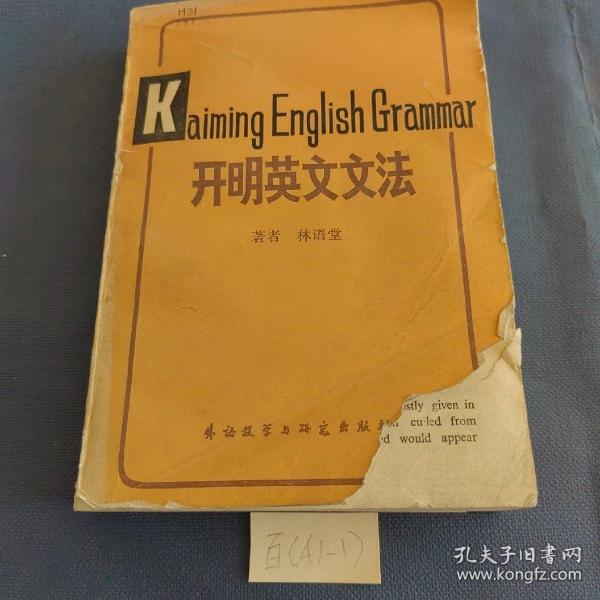 H31
Kaiming English Grammar
开明英文文法
著者 林语堂
stly given in
culled from
would appear
外语教学与研究出版
百(41-1)
孔夫子旧书网
www.kongfz.com